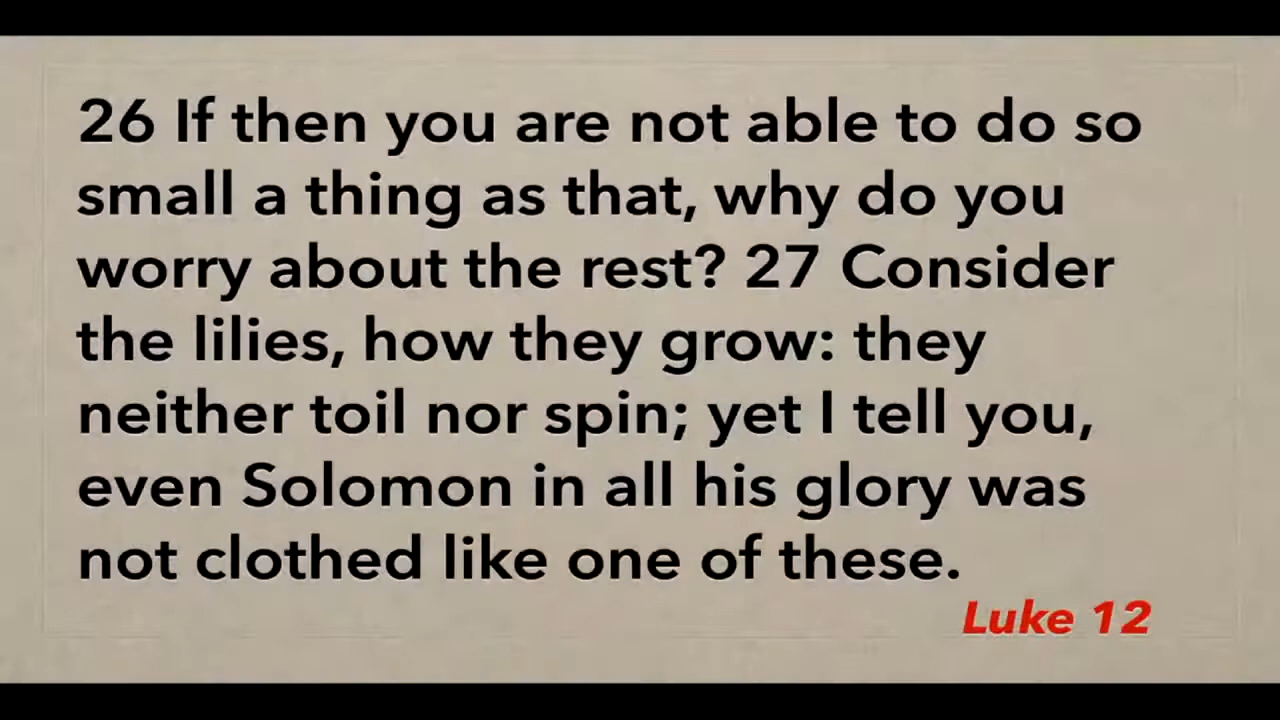 26 If then you are not able to do so
small a thing as that, why do you
worry about the rest? 27 Consider
the lilies, how they grow: they
neither toil nor spin; yet I tell you,
even Solomon in all his glory was
not clothed like one of these.
Luke 12